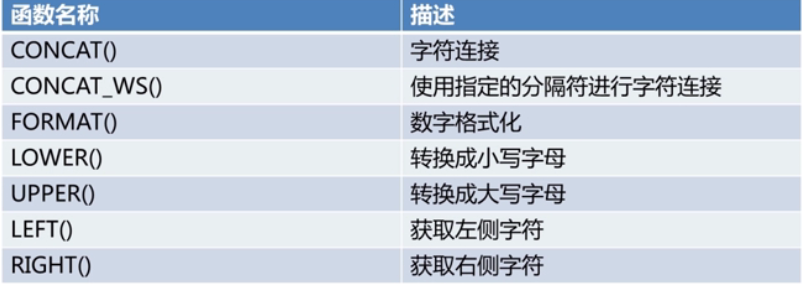 函数名称 描述
CONCAT() 字符连接
CONCAT_WS() 使用指定的分隔符进行字符连接
FORMAT() 数字格式化
LOWER() 转换成小写字母
UPPER() 转换成大写字母
LEFT() 获取左侧字符
RIGHT() 获取右侧字符